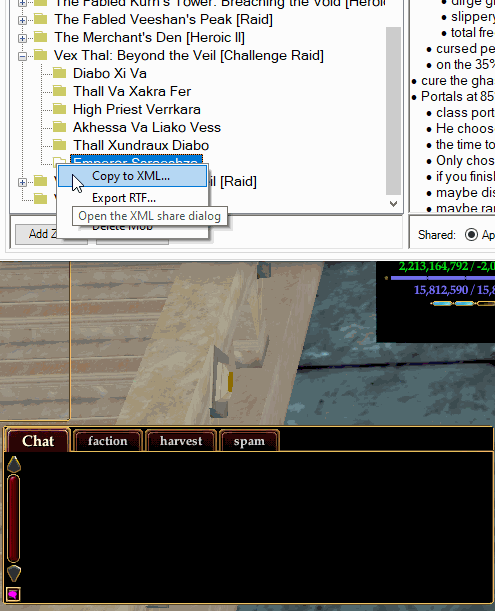 The Fabled Kurn's Tower: Breaching the Void [Heroic
The Fabled Veeshan's Peak [Raid]
The Merchant's Den [Heroic II]
Vex Thal: Beyond the Veil [Challenge Raid]
Diabo Xi Va
Thall Va Xakra Fer
High Priest Verrkara
Akhessa Va Liako Vess
Thall Xundraux Diabo
Emperor
Copy to XML...
eil [Raid]
Export RTF...
Open the XML share dialog
Delete Mob
Add Z
dirge
slippery
total fre
cursed pe
on the 35%
cure the gha
Portals at 85
class port
He choos
the time to
Only chos
if you finis
maybe dis
maybe ran
Shared:
Ap
2,213,164,792 / -2,0
15,812,590 / 15,8
Chat
faction
harvest
spam